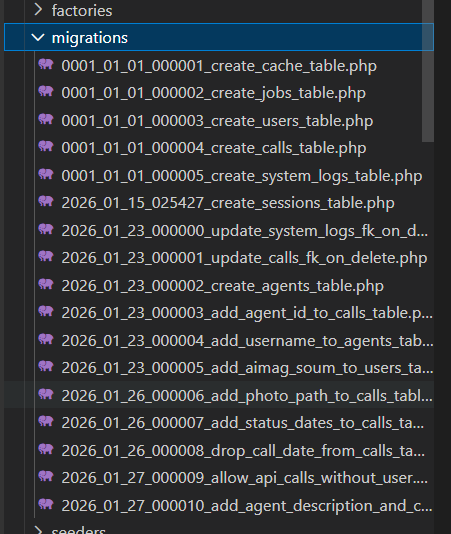 factories
migrations
0001_01_01_000001_create_cache_table.php
0001_01_01_000002_create_jobs_table.php
0001_01_01_000003_create_users_table.php
0001_01_01_000004_create_calls_table.php
0001_01_01_000005_create_system_logs_table.php
2026_01_15_025427_create_sessions_table.php
2026_01_23_000000_update_system_logs_fk_on_d...
2026_01_23_000001_update_calls_fk_on_delete.php
2026_01_23_000002_create_agents_table.php
2026_01_23_000003_add_agent_id_to_calls_table.p...
2026_01_23_000004_add_username_to_agents_tab...
2026_01_23_000005_add_aimag_soum_to_users_ta...
2026_01_26_000006_add_photo_path_to_calls_tabl...
2026_01_26_000007_add_status_dates_to_calls_ta...
2026_01_26_000008_drop_call_date_from_calls_ta...
2026_01_27_000009_allow_api_calls_without_user....
2026_01_27_000010_add_agent_description_and_c...
seeders